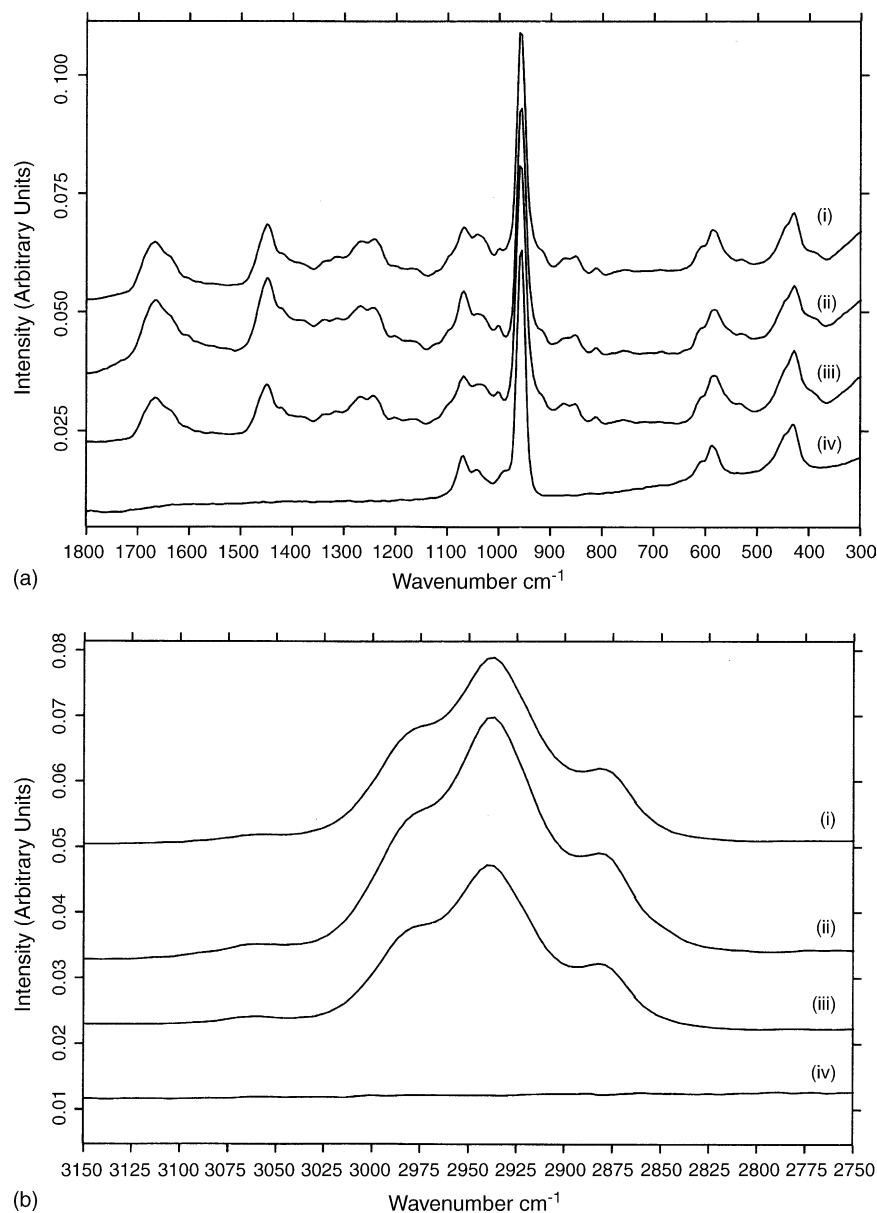 0.100
0.075
0.050
0.025
Intensity (Arbitrary Units)
(i)
(ii)
(iii)
(iv)
1800 1700 1600 1500 1400 1300 1200 1100 1000 900 800 700 600 500 400 300
Wavenumber cm-1
(a)
0.08
0.07
0.06
0.05
0.04
0.03
0.02
0.01
Intensity (Arbitrary Units)
(i)
(ii)
(iii)
(iv)
3150 3125 3100 3075 3050 3025 3000 2975 2950 2925 2900 2875 2850 2825 2800 2775 2750
Wavenumber cm-1
(b)